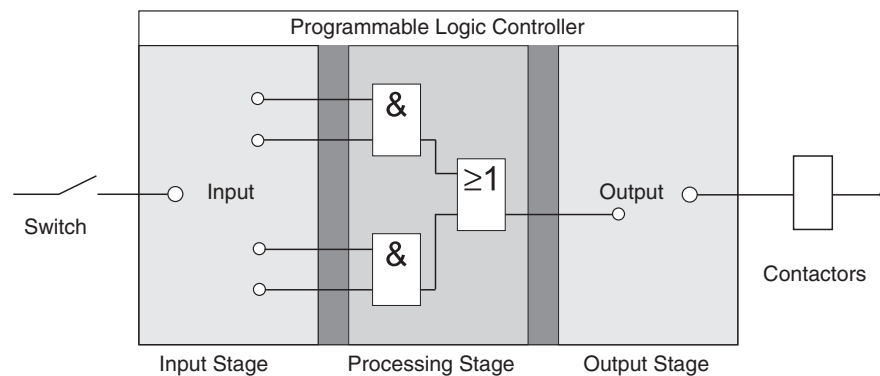 Programmable Logic Controller
&
≥1
Input
Output
Switch
&
Contactors
Input Stage
Processing Stage
Output Stage